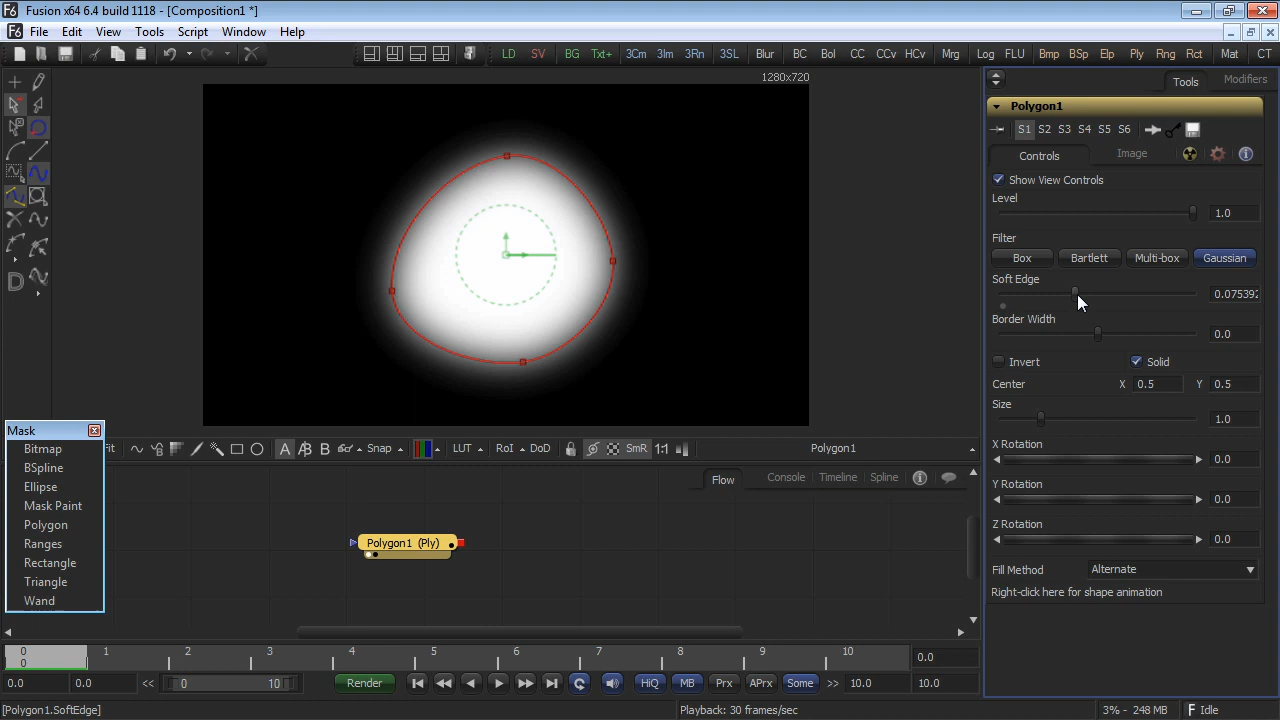 Fusion x64 6.4 build 1118 - [Composition1 *]
File Edit View Tools Script Window Help
LD SV BG Txt+ 3Cm 3Im 3Rn 3SL Blur BC Bol CC CCv HCv Mrg Log FLU Bmp BSp Elp Ply Rng Rct Mat CT
1280x720
Tools Modifiers
Polygon1
S1 S2 S3 S4 S5 S6
Controls Image
Show View Controls
Level
1.0
Filter
Box Bartlett Multi-box Gaussian
Soft Edge
0.075392
Border Width
0.0
Invert Solid
Center X 0.5 Y 0.5
Size
1.0
X Rotation
0.0
Y Rotation
0.0
Z Rotation
0.0
Fill Method Alternate
Right-click here for shape animation
Mask
Bitmap
BSpline
Ellipse
Mask Paint
Polygon
Ranges
Rectangle
Triangle
Wand
A B Snap LUT RoI DoD SmR 1:1 Polygon1
Flow Console Timeline Spline
Polygon1 (Ply)
0 1 2 3 4 5 6 7 8 9 10
0
0.0
0.0 0.0 << 0 10 Render HiQ MB Prx APrx Some >> 10.0 10.0
[Polygon1.SoftEdge] Playback: 30 frames/sec 3% - 248 MB Idle